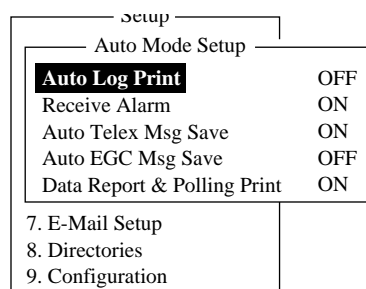 Setup
Auto Mode Setup
Auto Log Print OFF
Receive Alarm ON
Auto Telex Msg Save ON
Auto EGC Msg Save OFF
Data Report & Polling Print ON
7. E-Mail Setup
8. Directories
9. Configuration